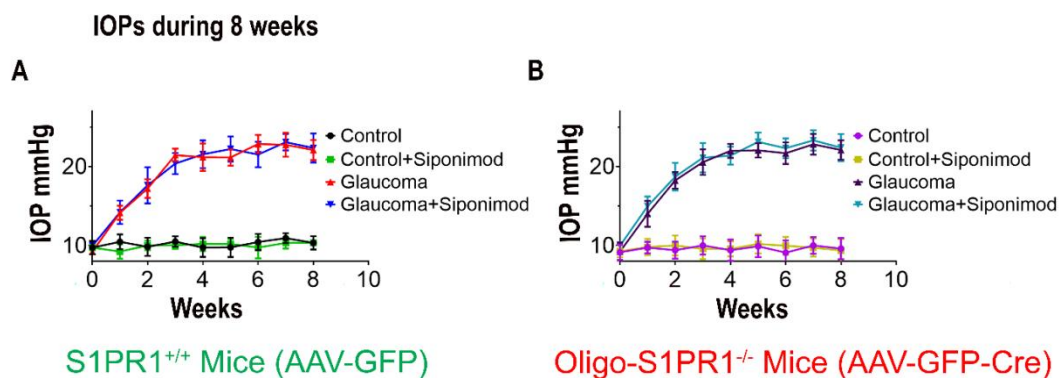 IOPs during 8 weeks
A
IOP mmHg
20
10
0 2 4 6 8 10
Weeks
Control
Control+Siponimod
Glaucoma
Glaucoma+Siponimod
S1PR1+/+ Mice (AAV-GFP)
B
IOP mmHg
20
10
0 2 4 6 8 10
Weeks
Control
Control+Siponimod
Glaucoma
Glaucoma+Siponimod
Oligo-S1PR1-/- Mice (AAV-GFP-Cre)